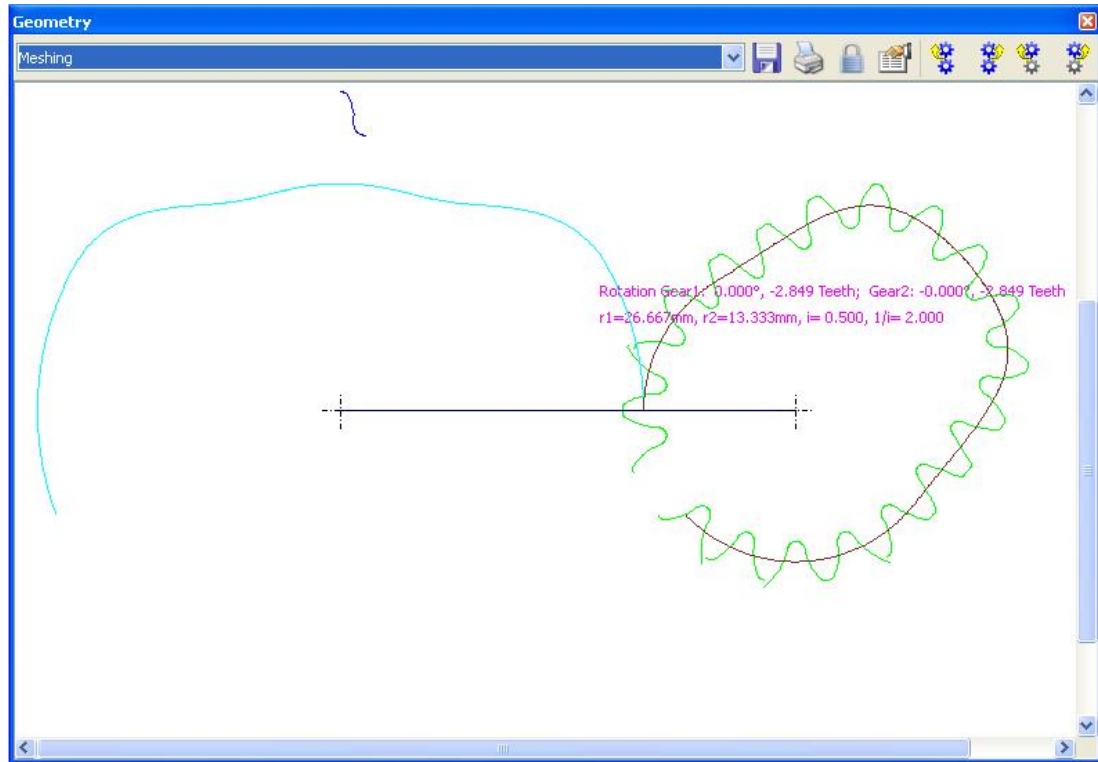 Geometry
Meshing
Rotation Gear1: 0.000°, -2.849 Teeth; Gear2: -0.000°, -2.849 Teeth
r1=26.667mm, r2=13.333mm, i= 0.500, 1/i= 2.000